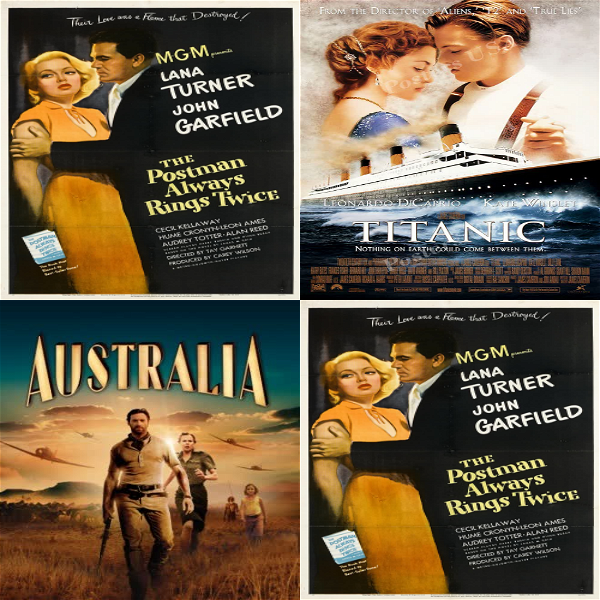 Their Love was a Flame that Destroyed!
MGM presents
LANA
TURNER
JOHN
GARFIELD
THE
Postman
Always
Rings Twice
CECIL KELLAWAY
HUME CRONYN·LEON AMES
AUDREY TOTTER·ALAN REED
DIRECTED BY TAY GARNETT
PRODUCED BY CAREY WILSON
FROM THE DIRECTOR OF 'ALIENS,' 'T2' AND 'TRUE LIES'
LEONARDO DICAPRIO KATE WINSLET
TITANIC
NOTHING ON EARTH COULD COME BETWEEN THEM.
AUSTRALIA
Their Love was a Flame that Destroyed!
MGM presents
LANA
TURNER
JOHN
GARFIELD
THE
Postman
Always
Rings Twice
CECIL KELLAWAY
HUME CRONYN·LEON AMES
AUDREY TOTTER·ALAN REED
DIRECTED BY TAY GARNETT
PRODUCED BY CAREY WILSON